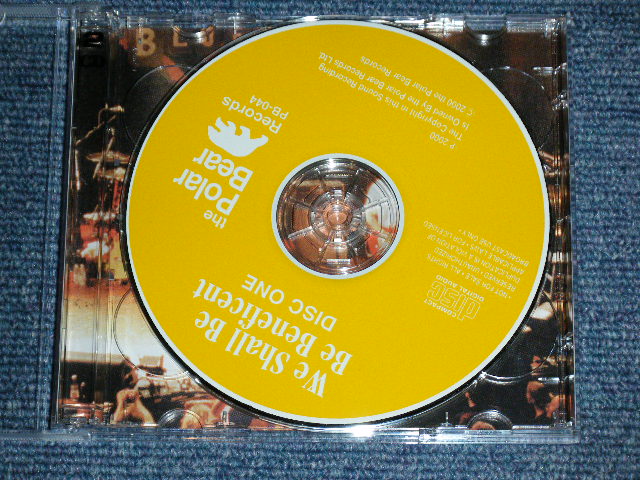 We Shall Be
Be Beneficent
DISC ONE
the
Polar
Bear
Records
PB-044
P 2000
The Copyright in this Sound Recording
Is Owned By the Polar Bear Records Ltd.
C 2000 the Polar Bear Records
COMPACT
disc
DIGITAL AUDIO